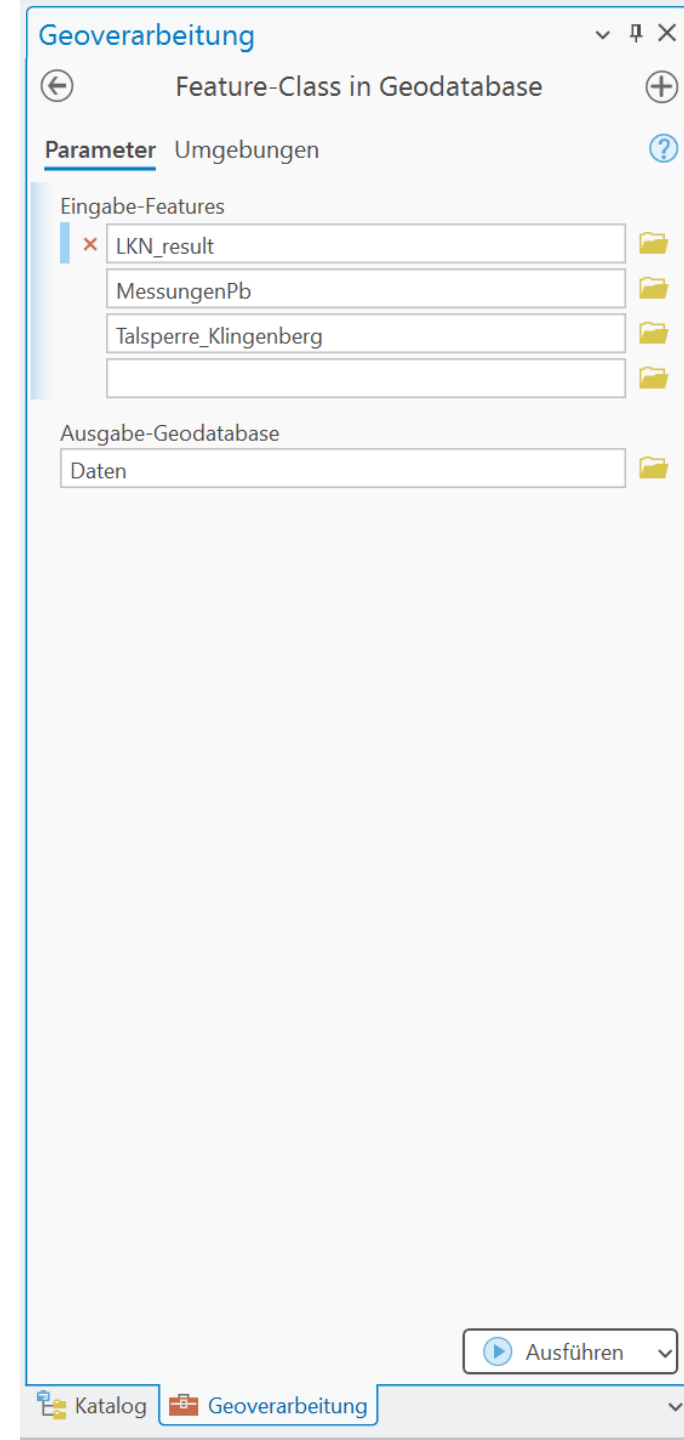 Geoverarbeitung
Feature-Class in Geodatabase
Parameter Umgebungen
Eingabe-Features
LKN_result
MessungenPb
Talsperre_Klingenberg
Ausgabe-Geodatabase
Daten
Ausführen
Katalog Geoverarbeitung